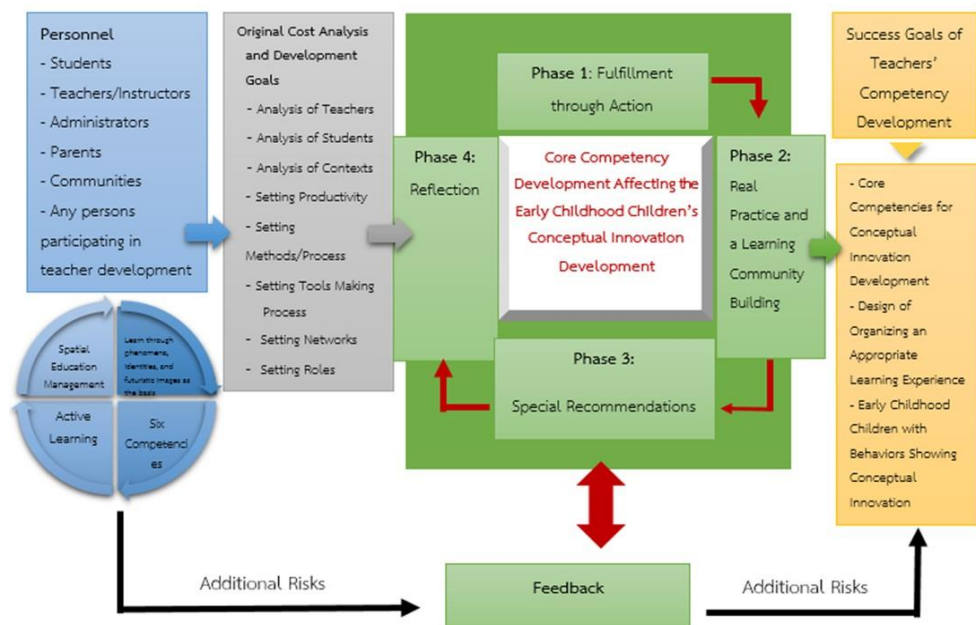 Personnel
- Students
- Teachers/Instructors
- Administrators
- Parents
- Communities
- Any persons
participating in
teacher development
Spatial
Education
Management
Learn through
phenomena,
identities, and
futuristic images as
the basis
Active
Learning
Six
Competenci
es
Original Cost Analysis
and Development
Goals
- Analysis of Teachers
- Analysis of Students
- Analysis of Contexts
- Setting Productivity
- Setting
Methods/Process
- Setting Tools Making
Process
- Setting Networks
- Setting Roles
Phase 1: Fulfillment
through Action
Phase 4:
Reflection
Core Competency
Development Affecting the
Early Childhood Children's
Conceptual Innovation
Development
Phase 2:
Real
Practice and
a Learning
Community
Building
Phase 3:
Special Recommendations
Success Goals of
Teachers'
Competency
Development
- Core
Competencies for
Conceptual
Innovation
Development
- Design of
Organizing an
Appropriate
Learning Experience
- Early Childhood
Children with
Behaviors Showing
Conceptual
Innovation
Additional Risks
Feedback
Additional Risks